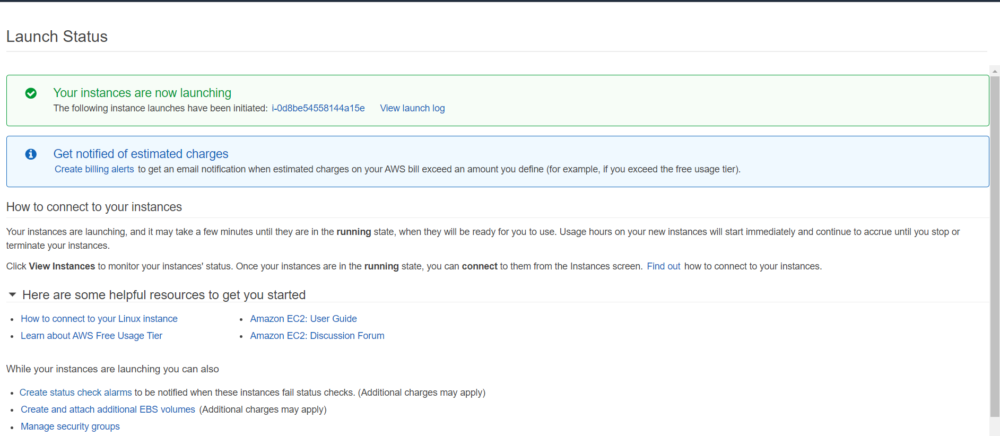 Launch Status
Your instances are now launching
The following instance launches have been initiated: i-0d8be54558144a15e View launch log
Get notified of estimated charges
Create billing alerts to get an email notification when estimated charges on your AWS bill exceed an amount you define (for example, if you exceed the free usage tier).
How to connect to your instances
Your instances are launching, and it may take a few minutes until they are in the running state, when they will be ready for you to use. Usage hours on your new instances will start immediately and continue to accrue until you stop or
terminate your instances.
Click View Instances to monitor your instances' status. Once your instances are in the running state, you can connect to them from the Instances screen. Find out how to connect to your instances.
Here are some helpful resources to get you started
How to connect to your Linux instance
Learn about AWS Free Usage Tier
Amazon EC2: User Guide
Amazon EC2: Discussion Forum
While your instances are launching you can also
Create status check alarms to be notified when these instances fail status checks. (Additional charges may apply)
Create and attach additional EBS volumes (Additional charges may apply)
Manage security groups